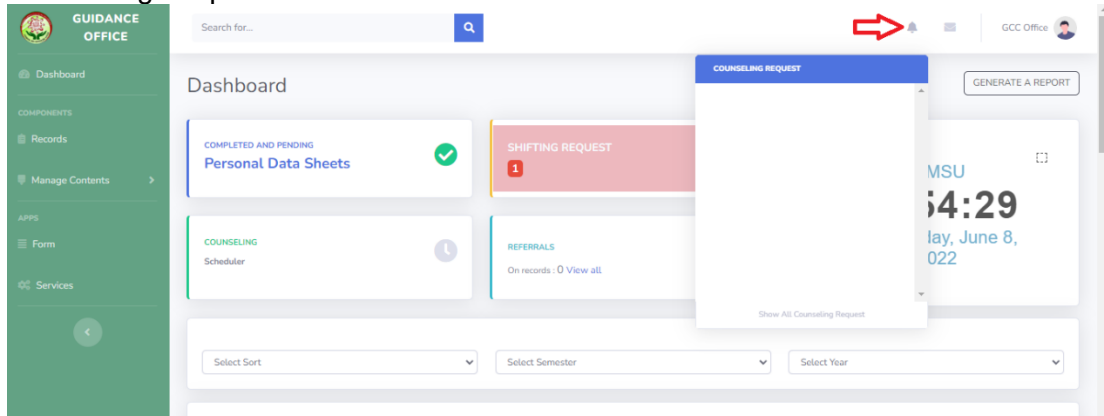 GUIDANCE
OFFICE
Search for...
GCC Office
Dashboard
COMPONENTS
Records
Manage Contents
APPS
Form
Services
Dashboard
GENERATE A REPORT
COUNSELING REQUEST
Show All Counseling Request
COMPLETED AND PENDING
Personal Data Sheets
SHIFTING REQUEST
1
MSU
54:29
day, June 8,
022
COUNSELING
Scheduler
REFERRALS
On records : 0 View all
Select Sort
Select Semester
Select Year